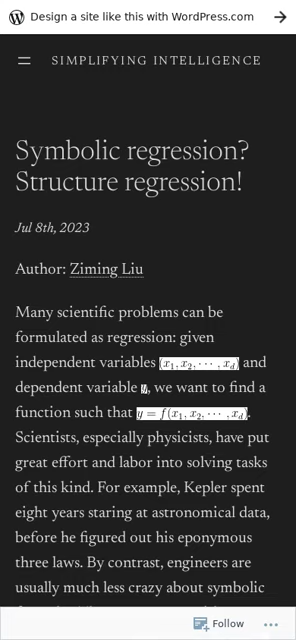 Design a site like this with WordPress.com
SIMPLIFYING INTELLIGENCE
Symbolic regression?
Structure regression!
Jul 8th, 2023
Author: Ziming Liu
Many scientific problems can be
formulated as regression: given
independent variables (x₁, x₂, ⋯ , x_d) and
dependent variable y, we want to find a
function such that y = f(x₁, x₂, ⋯ , x_d).
Scientists, especially physicists, have put
great effort and labor into solving tasks
of this kind. For example, Kepler spent
eight years staring at astronomical data,
before he figured out his eponymous
three laws. By contrast, engineers are
usually much less crazy about symbolic
Follow